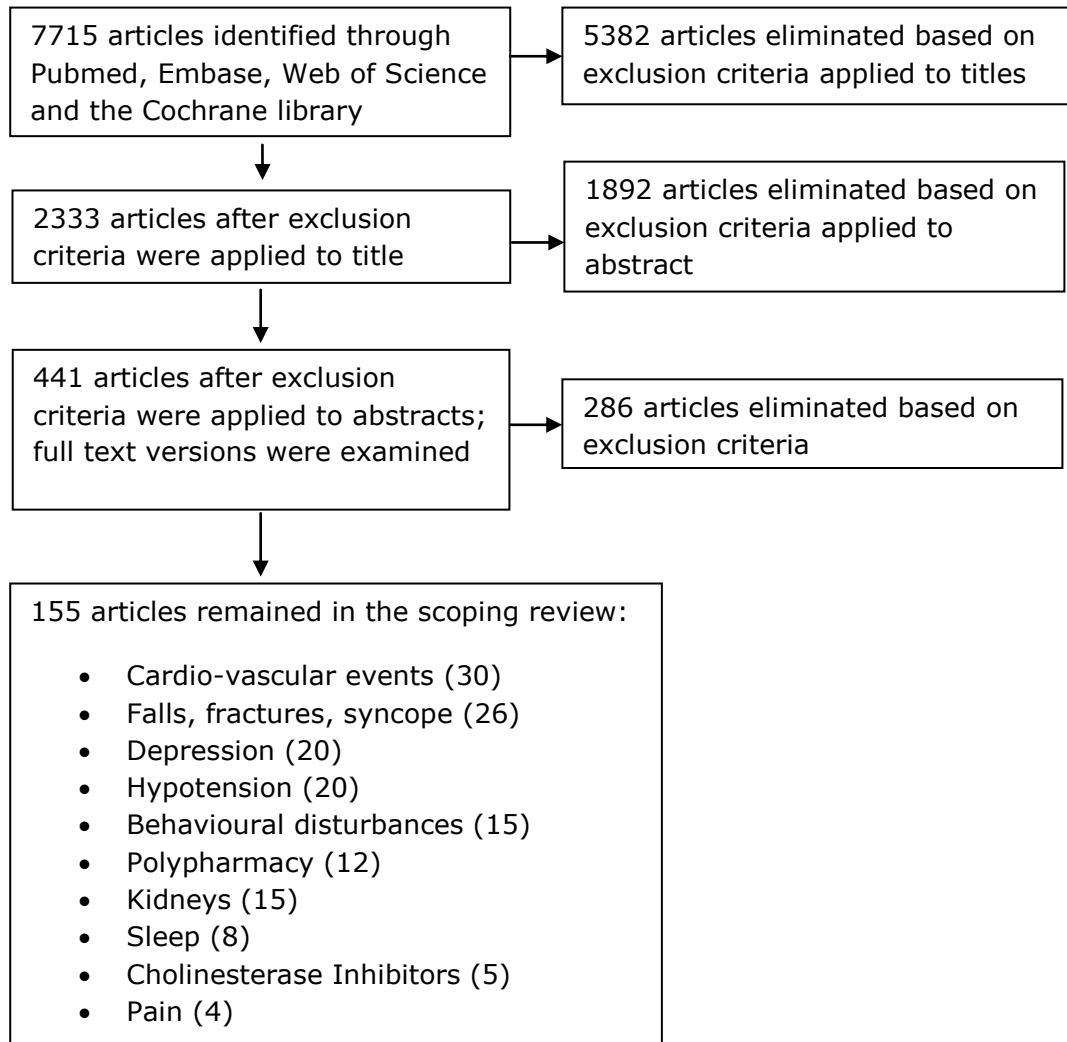 7715 articles identified through
Pubmed, Embase, Web of Science
and the Cochrane library
5382 articles eliminated based on
exclusion criteria applied to titles
2333 articles after exclusion
criteria were applied to title
1892 articles eliminated based on
exclusion criteria applied to
abstract
441 articles after exclusion
criteria were applied to abstracts;
full text versions were examined
286 articles eliminated based on
exclusion criteria
155 articles remained in the scoping review:
• Cardio-vascular events (30)
• Falls, fractures, syncope (26)
• Depression (20)
• Hypotension (20)
• Behavioural disturbances (15)
• Polypharmacy (12)
• Kidneys (15)
• Sleep (8)
• Cholinesterase Inhibitors (5)
• Pain (4)